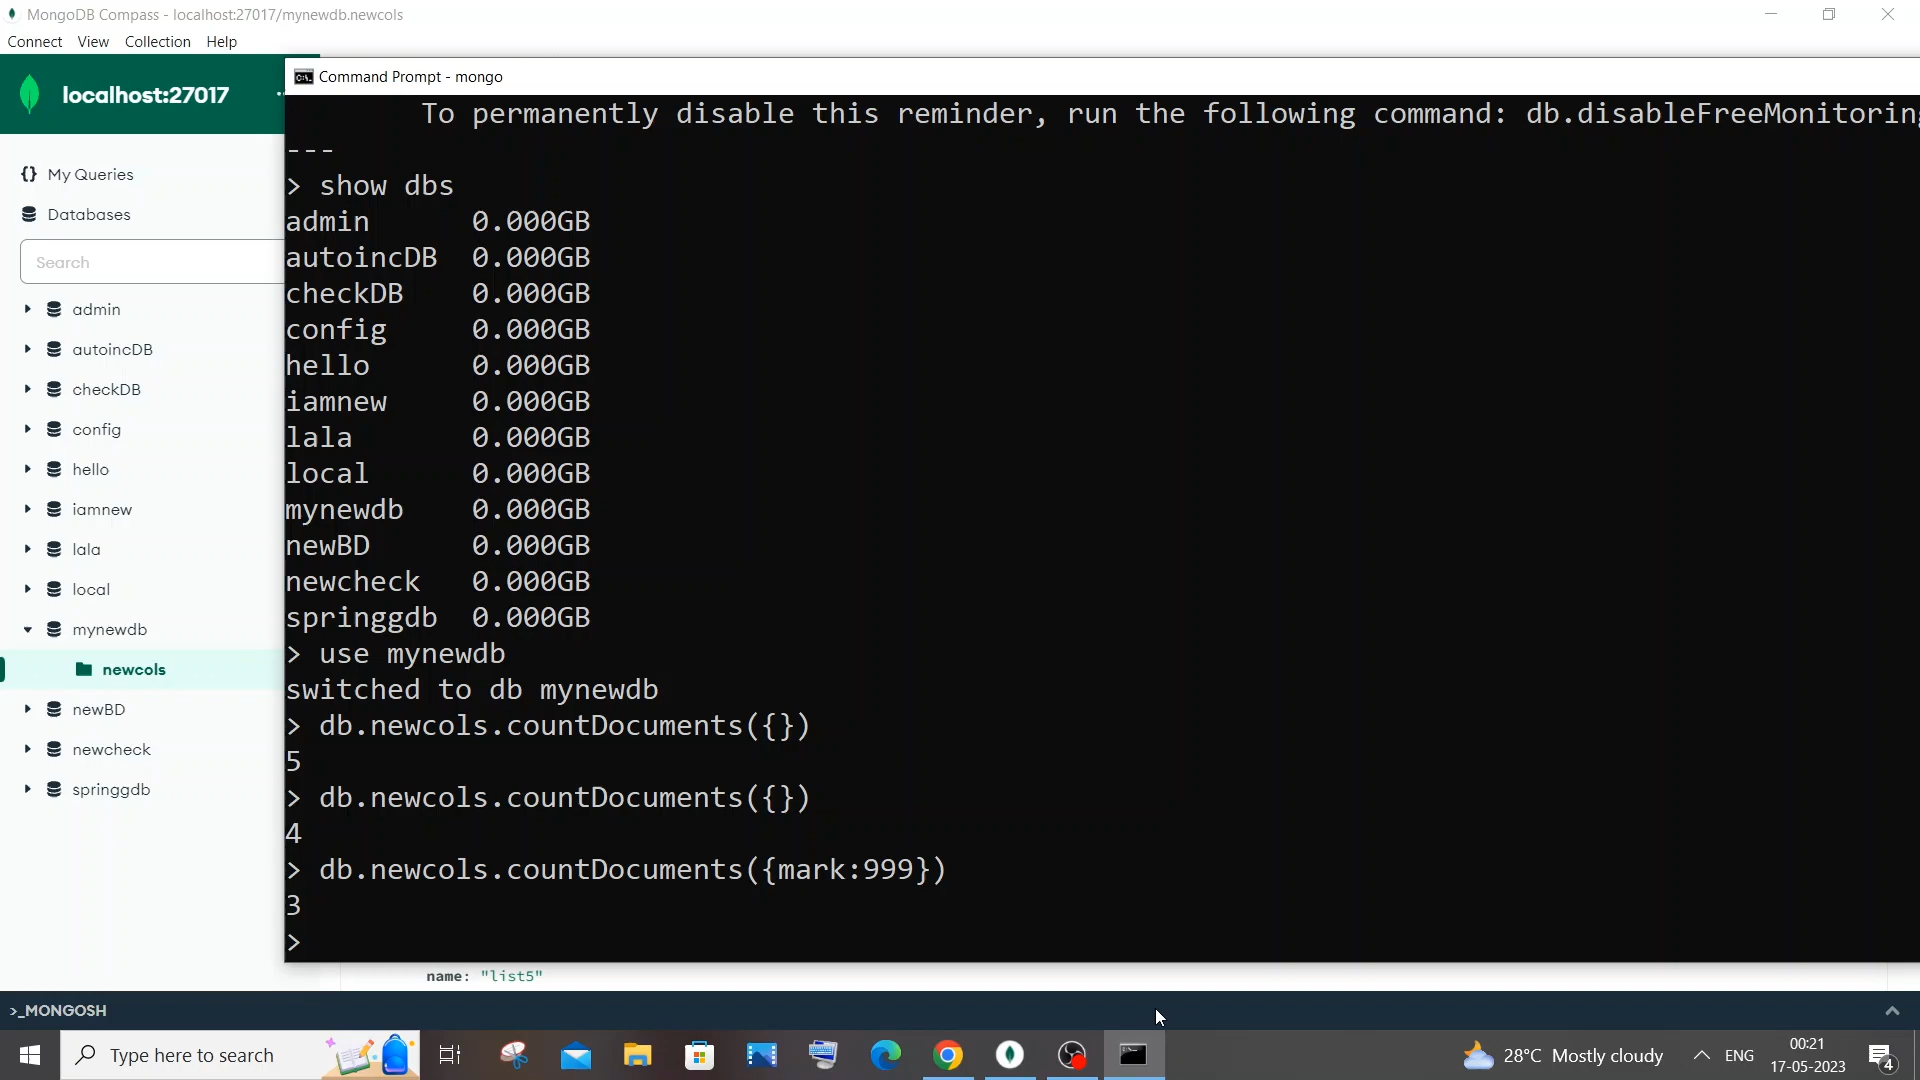 MongoDB Compass - localhost:27017/mynewdb.newcols
Connect View Collection Help
localhost:27017
My Queries
Databases
Search
admin
autoincDB
checkDB
config
hello
iamnew
lala
local
mynewdb
newcols
newBD
newcheck
springgdb
Command Prompt - mongo
To permanently disable this reminder, run the following command: db.disableFreeMonitoring
---
> show dbs
admin 0.000GB
autoincDB 0.000GB
checkDB 0.000GB
config 0.000GB
hello 0.000GB
iamnew 0.000GB
lala 0.000GB
local 0.000GB
mynewdb 0.000GB
newBD 0.000GB
newcheck 0.000GB
springgdb 0.000GB
> use mynewdb
switched to db mynewdb
> db.newcols.countDocuments({})
5
> db.newcols.countDocuments({})
4
> db.newcols.countDocuments({mark:999})
3
>
name: "list5"
>_MONGOSH
Type here to search
28°C Mostly cloudy
ENG
00:21
17-05-2023
4